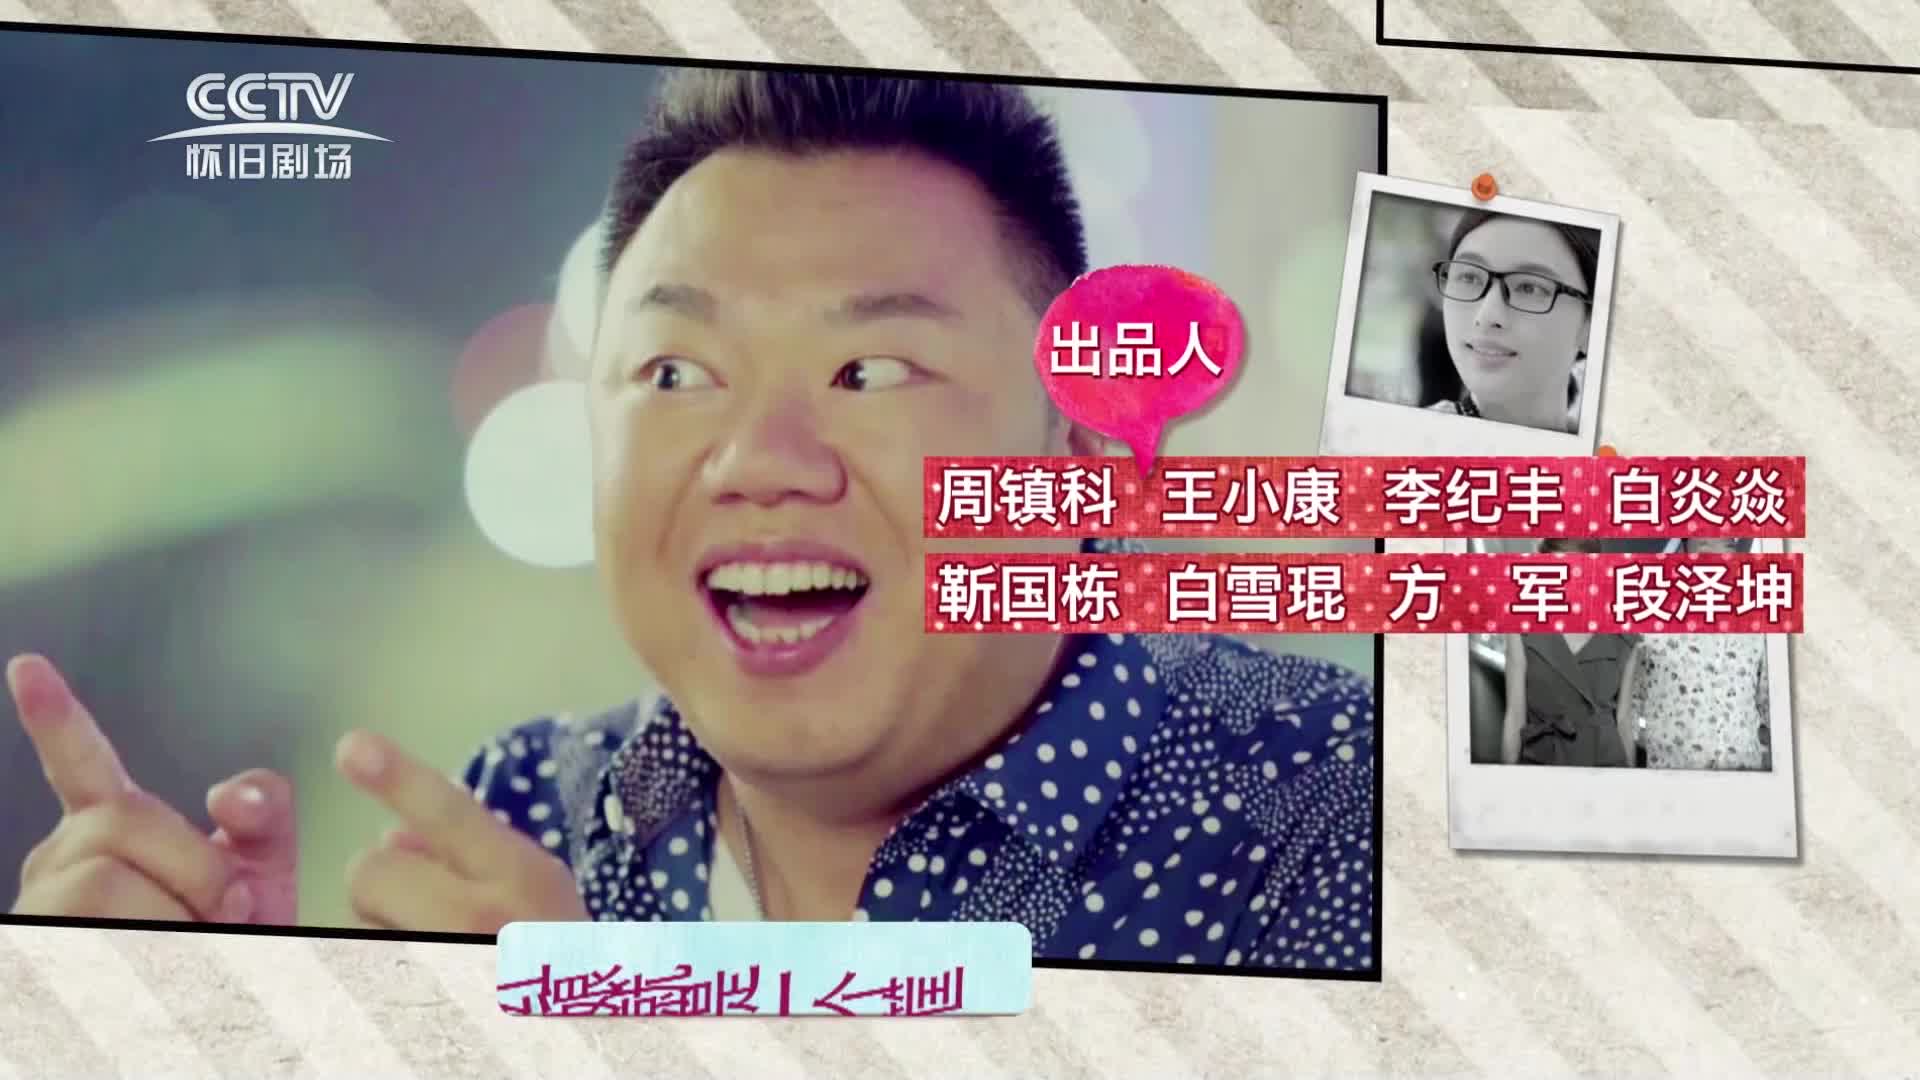 CCTV
怀旧剧场
出品人
周镇科 王小康 李纪丰 白炎焱
靳国栋 白雪琨 方 军 段泽坤